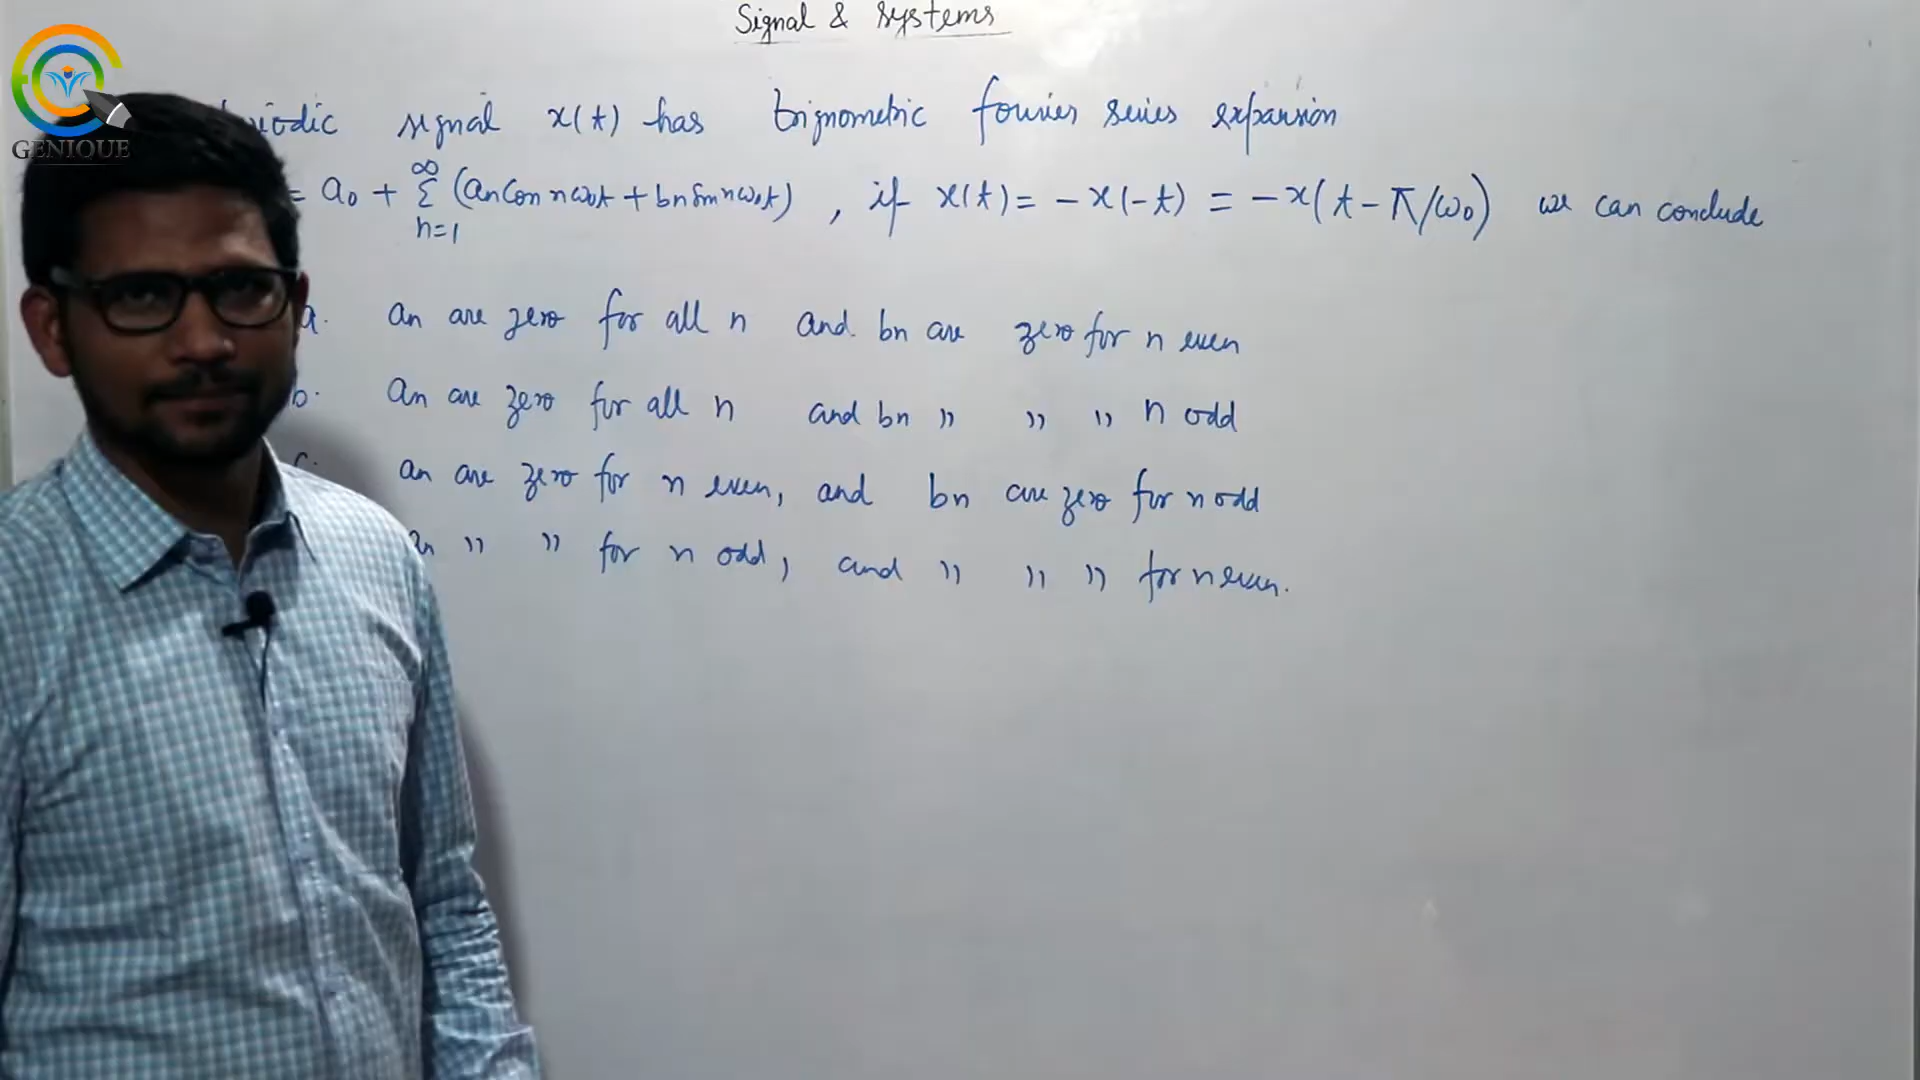 Signal & Systems
GENIQUE
signal x(t) has trignometric fourier series expansion
= a0 + ∞Σn=1 (an Cos nω0t + bn Sin nω0t) , if x(t) = -x(-t) = -x(t - π/ω0) we can conclude
a. an are zero for all n and bn are zero for n even
b. an are zero for all n and bn " " " n odd
c. an are zero for n even, and bn are zero for n odd
an " " for n odd, and " " " for n even.